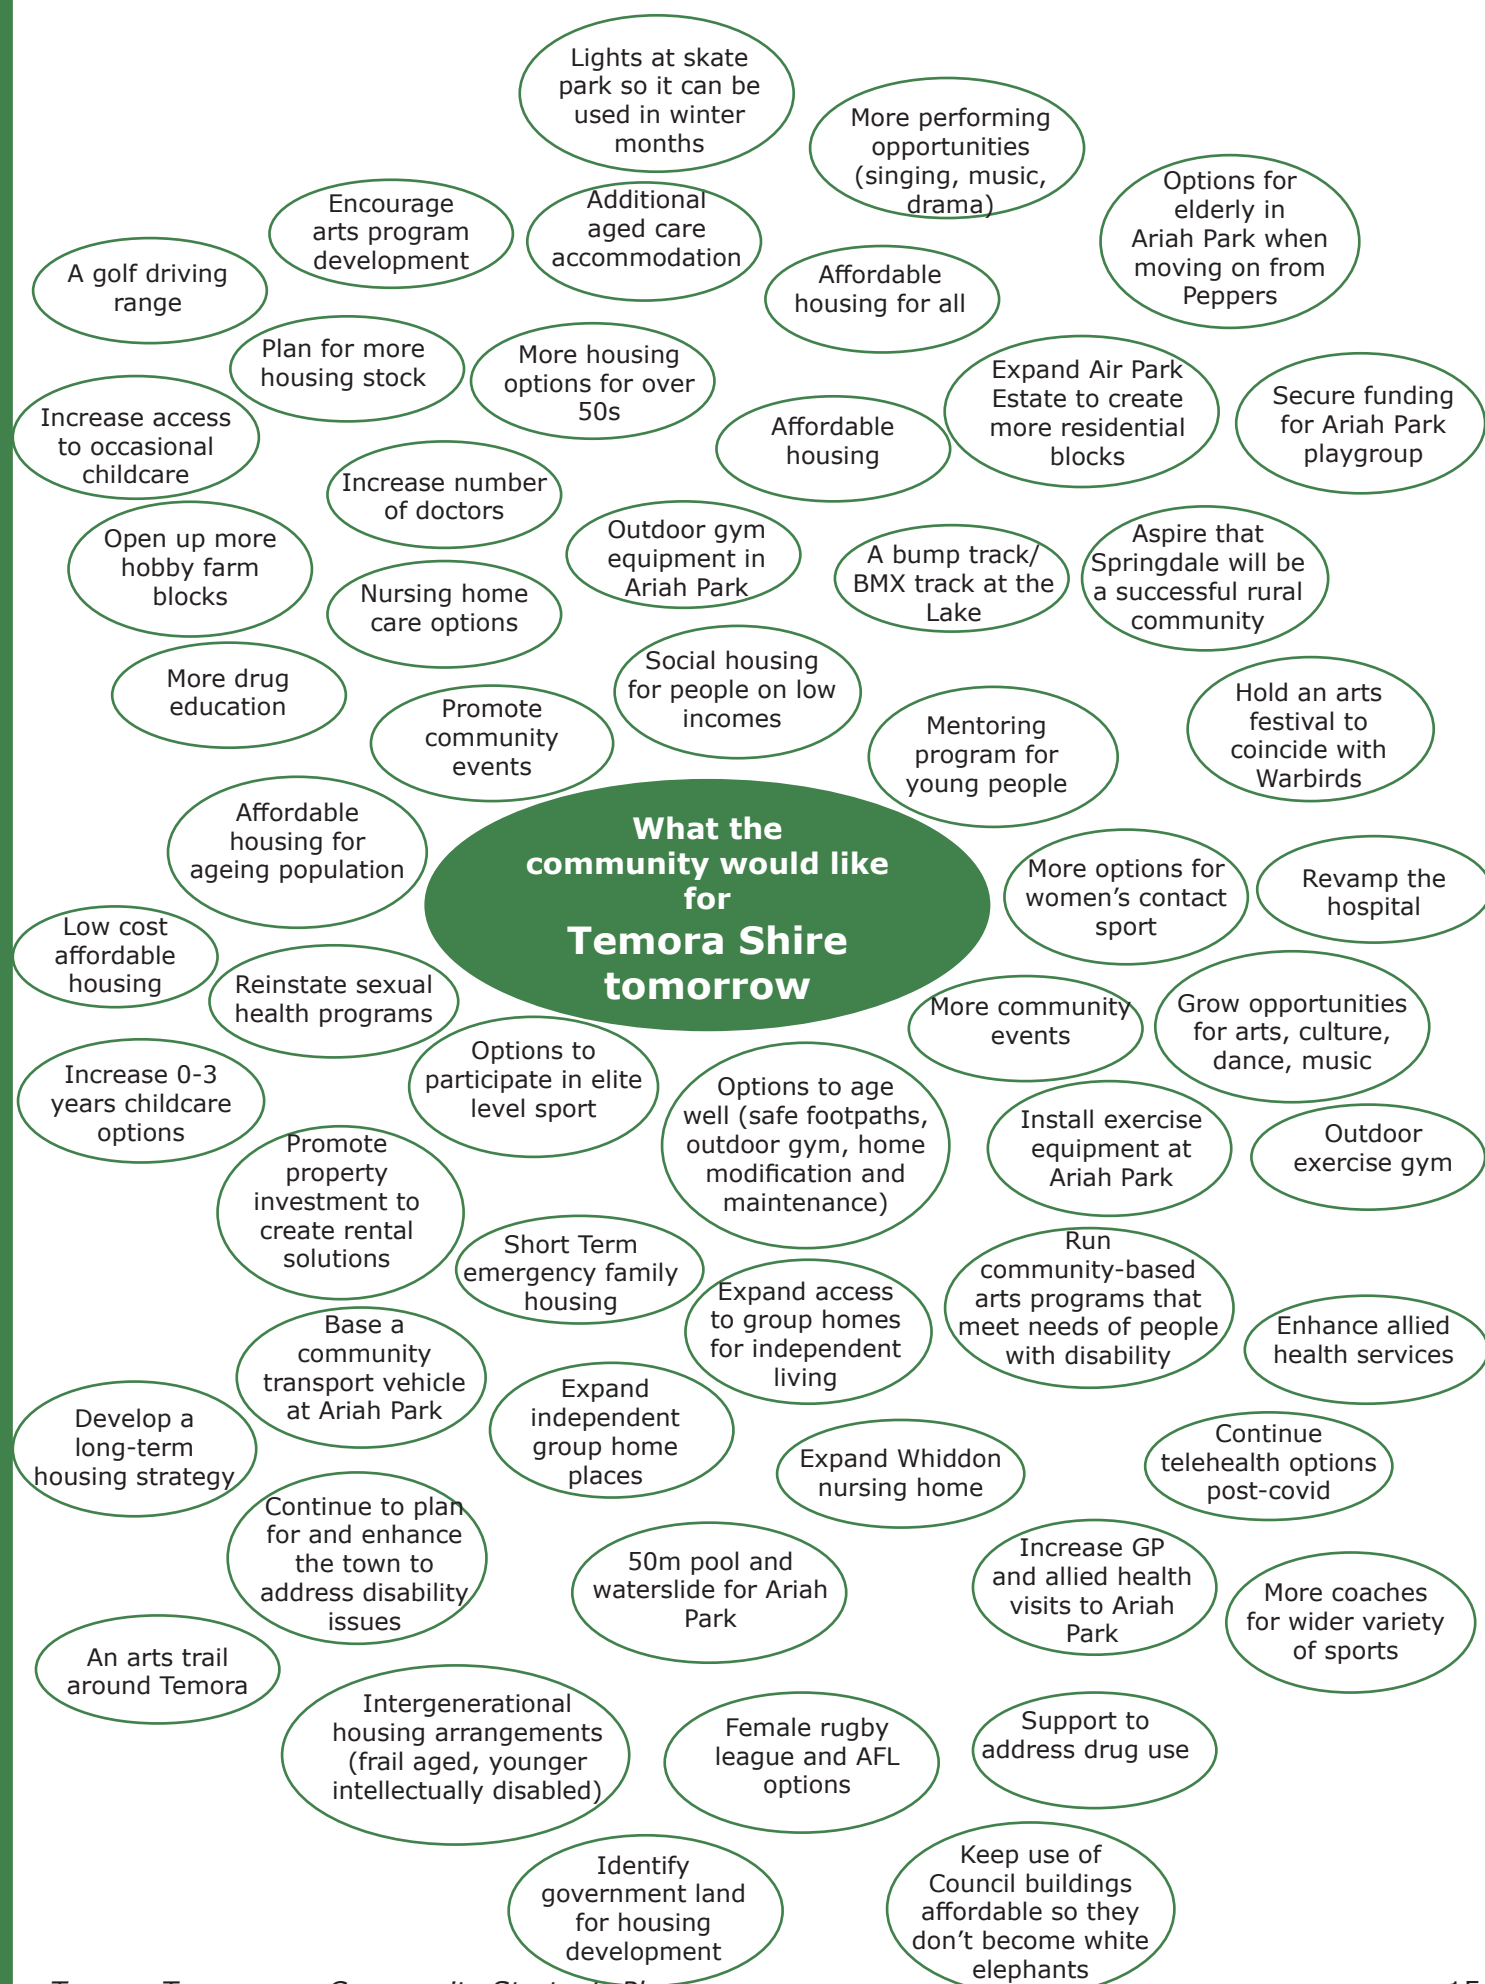 Lights at skate
park so it can be
used in winter
months
More performing
opportunities
(singing, music,
drama)
Options for
elderly in
Ariah Park when
moving on from
Peppers
Encourage
arts program
development
Additional
aged care
accommodation
A golf driving
range
Affordable
housing for all
Plan for more
housing stock
More housing
options for over
50s
Expand Air Park
Estate to create
more residential
blocks
Secure funding
for Ariah Park
playgroup
Increase access
to occasional
childcare
Affordable
housing
Increase number
of doctors
Open up more
hobby farm
blocks
Outdoor gym
equipment in
Ariah Park
A bump track/
BMX track at the
Lake
Aspire that
Springdale will be
a successful rural
community
Nursing home
care options
More drug
education
Social housing
for people on low
incomes
Promote
community
events
Mentoring
program for
young people
Hold an arts
festival to
coincide with
Warbirds
Affordable
housing for
ageing population
What the
community would like
for
Temora Shire
tomorrow
More options for
women’s contact
sport
Revamp the
hospital
Low cost
affordable
housing
Reinstate sexual
health programs
More community
events
Grow opportunities
for arts, culture,
dance, music
Increase 0-3
years childcare
options
Options to
participate in elite
level sport
Options to age
well (safe footpaths,
outdoor gym, home
modification and
maintenance)
Install exercise
equipment at
Ariah Park
Outdoor
exercise gym
Promote
property
investment to
create rental
solutions
Short Term
emergency family
housing
Expand access
to group homes
for independent
living
Run
community-based
arts programs that
meet needs of people
with disability
Enhance allied
health services
Base a
community
transport vehicle
at Ariah Park
Develop a
long-term
housing strategy
Expand
independent
group home
places
Expand Whiddon
nursing home
Continue
telehealth options
post-covid
Continue to plan
for and enhance
the town to
address disability
issues
50m pool and
waterslide for Ariah
Park
Increase GP
and allied health
visits to Ariah
Park
More coaches
for wider variety
of sports
An arts trail
around Temora
Intergenerational
housing arrangements
(frail aged, younger
intellectually disabled)
Female rugby
league and AFL
options
Support to
address drug use
Identify
government land
for housing
development
Keep use of
Council buildings
affordable so they
don’t become white
elephants